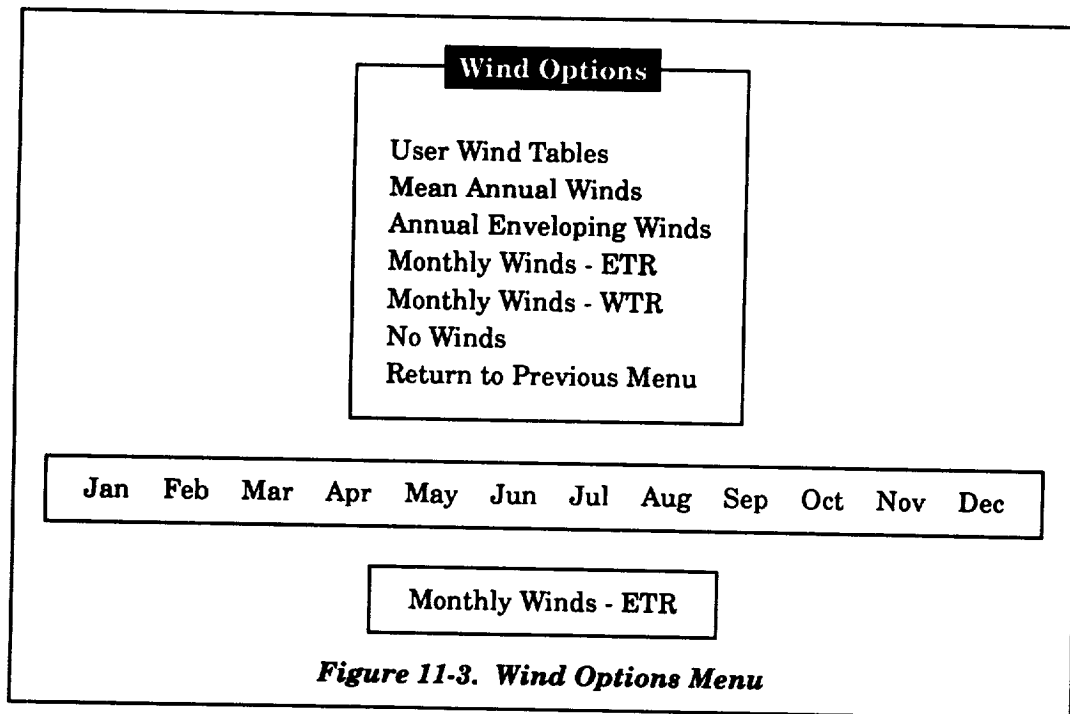 Wind Options
User Wind Tables
Mean Annual Winds
Annual Enveloping Winds
Monthly Winds - ETR
Monthly Winds - WTR
No Winds
Return to Previous Menu
Jan Feb Mar Apr May Jun Jul Aug Sep Oct Nov Dec
Monthly Winds - ETR
Figure 11-3. Wind Options Menu